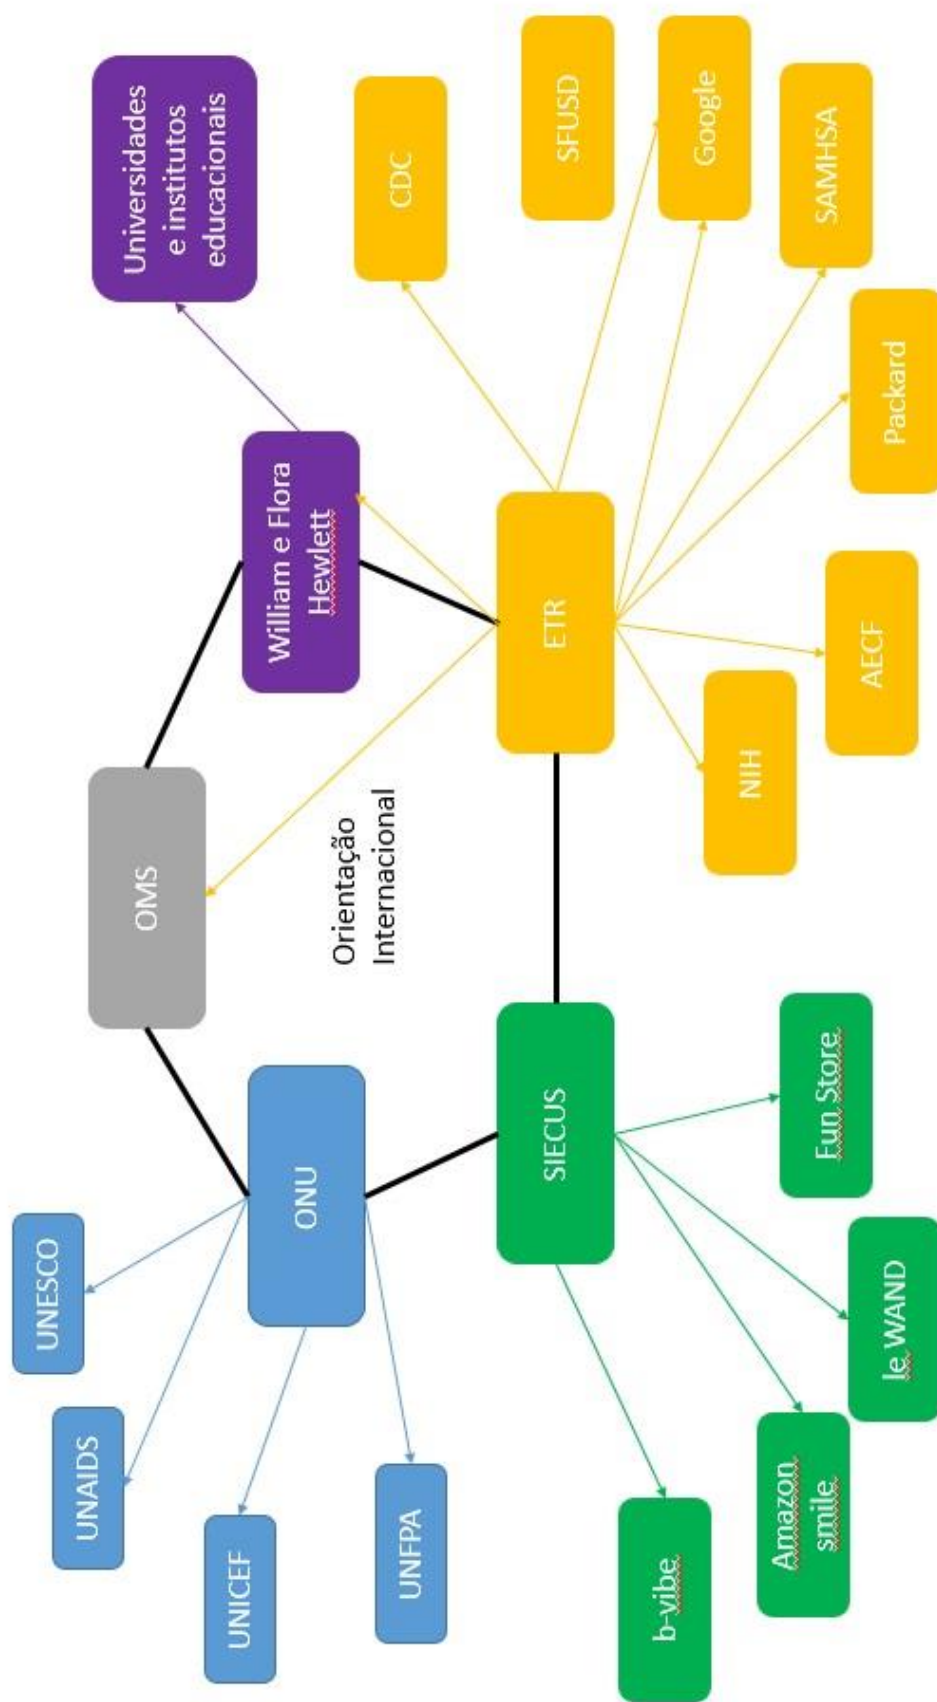 UNESCO
UNAIDS
OMS
Universidades
e institutos
educacionais
UNICEF
ONU
William e Flora
Hewlett
Orientação
Internacional
UNFPA
CDC
SIECUS
ETR
SFUSD
b-vibe
Google
NIH
Amazon
smile
Fun Store
SAMHSA
AECF
le WAND
Packard